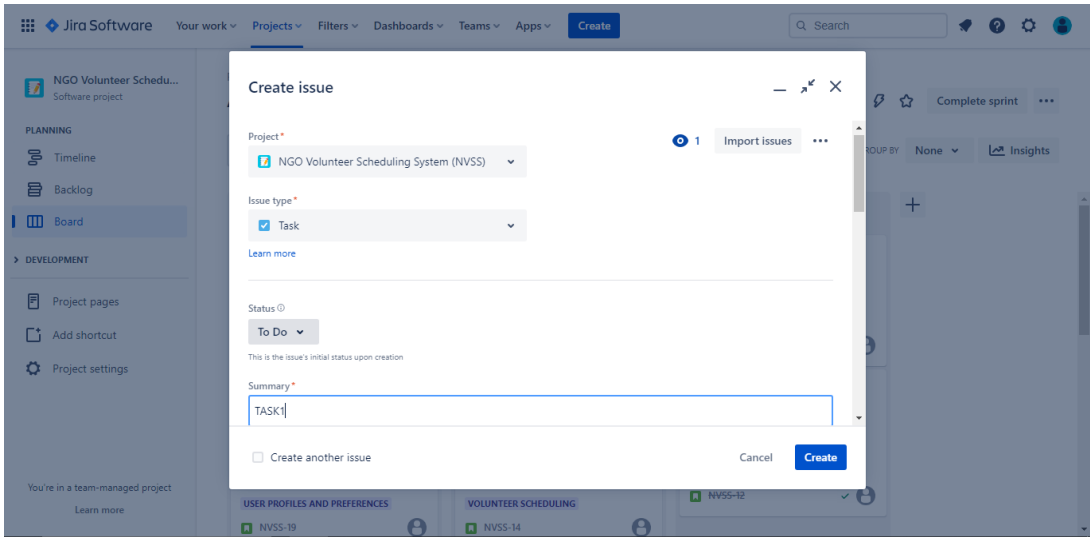 Jira Software Your work Projects Filters Dashboards Teams Apps Create Search
NGO Volunteer Schedu...
Software project
PLANNING
Timeline
Backlog
Board
DEVELOPMENT
Project pages
Add shortcut
Project settings
You're in a team-managed project
Learn more
Complete sprint
GROUP BY None Insights
Create issue
Project*
1 Import issues
NGO Volunteer Scheduling System (NVSS)
Issue type*
Task
Learn more
Status
To Do
This is the issue's initial status upon creation
Summary*
TASK1
Create another issue
Cancel Create
USER PROFILES AND PREFERENCES
NVSS-19
VOLUNTEER SCHEDULING
NVSS-14
NVSS-12